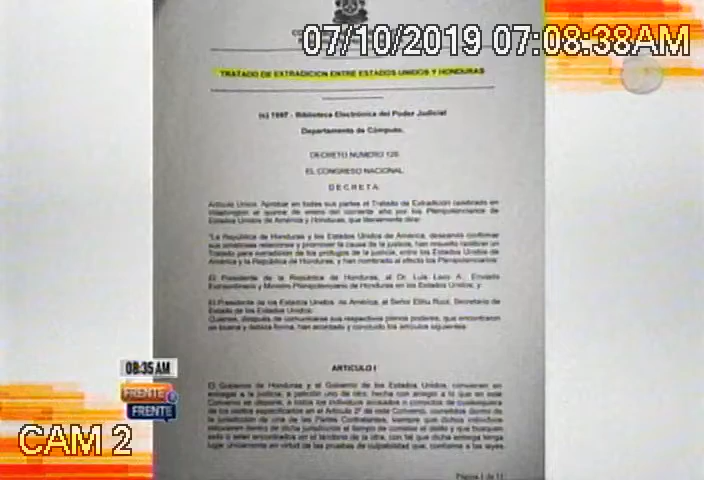 07/10/2019 07:08:38AM
TRATADO DE EXTRADICION ENTRE ESTADOS UNIDOS Y HONDURAS
(c) 1997 - Biblioteca Electrónica del Poder Judicial
Departamento de Cómputo.
DECRETO NUMERO 126
EL CONGRESO NACIONAL
D E C R E T A
Artículo Unico. Aprobar en todas sus partes el Tratado de Extradición celebrado en
Washington el quince de enero del corriente año por los Plenipotenciarios de
Estados Unidos de América y Honduras, que literalmente dice:
"La República de Honduras y los Estados Unidos de América, deseando confirmar
sus amistosas relaciones y promover la causa de la justicia, han resuelto celebrar un
Tratado para extradición de los prófugos de la justicia, entre los Estados Unidos de
América y la República de Honduras, y han nombrado al efecto los Plenipotenciarios:
El Presidente de la República de Honduras, al Dr. Luis Lazo A., Enviado
Extraordinario y Ministro Plenipotenciario de Honduras en los Estados Unidos; y
El Presidente de los Estados Unidos de América, al Señor Elihu Root, Secretario de
Estado de los Estados Unidos;
Quienes, después de comunicarse sus respectivos plenos poderes, que encontraron
en buena y debida forma, han acordado y concluido los artículos siguientes:
ARTICULO I
El Gobierno de Honduras y el Gobierno de los Estados Unidos, convienen en
entregar a la justicia, a petición uno de otro, hecha con arreglo a lo que en este
Convenio se dispone, a todos los individuos acusados o convictos de cualesquiera
de los delitos especificados en el Artículo 2º de este Convenio, cometidos dentro de
la jurisdicción de una de las Partes Contratantes, siempre que dichos individuos
estuvieren dentro de dicha jurisdicción al tiempo de cometer el delito y que busquen
asilo o sean encontrados en el territorio de la otra, con tal que dicha entrega tenga
lugar únicamente en virtud de las pruebas de culpabilidad que, conforme a las leyes
Página 1 de 11
08:35 AM
FRENTE a
FRENTE
CAM 2